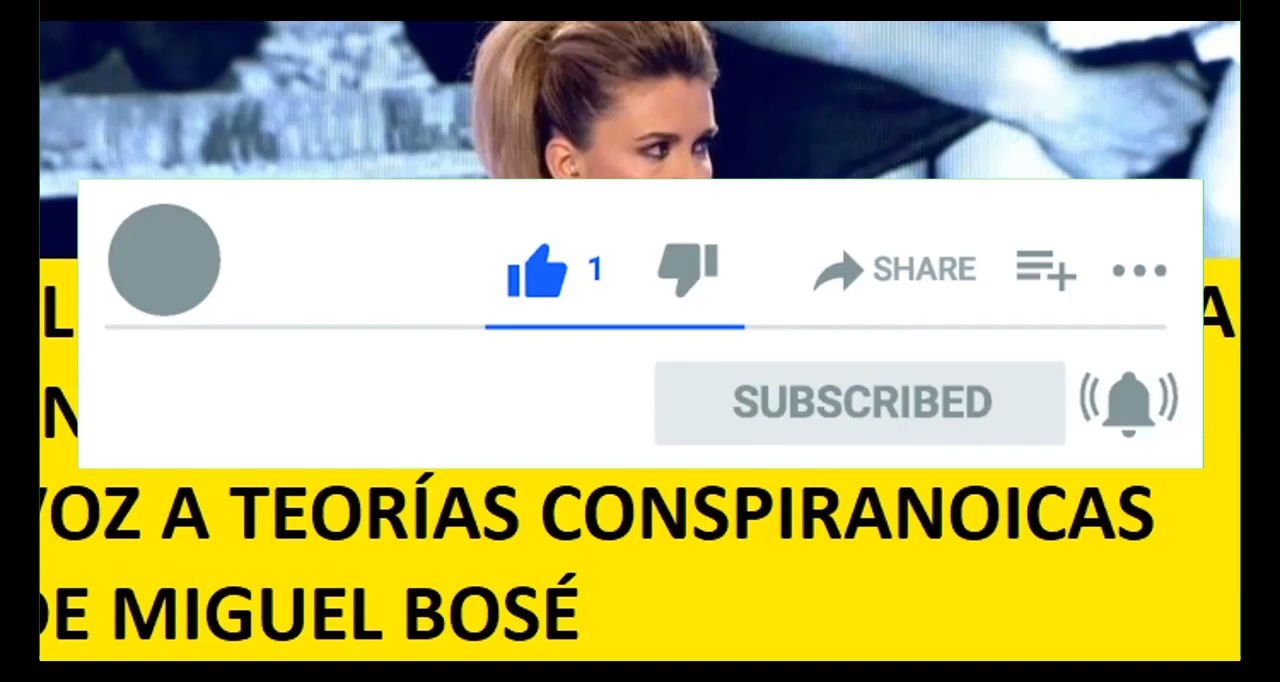 1
SHARE
SUBSCRIBED
VOZ A TEORÍAS CONSPIRANOICAS
DE MIGUEL BOSÉ